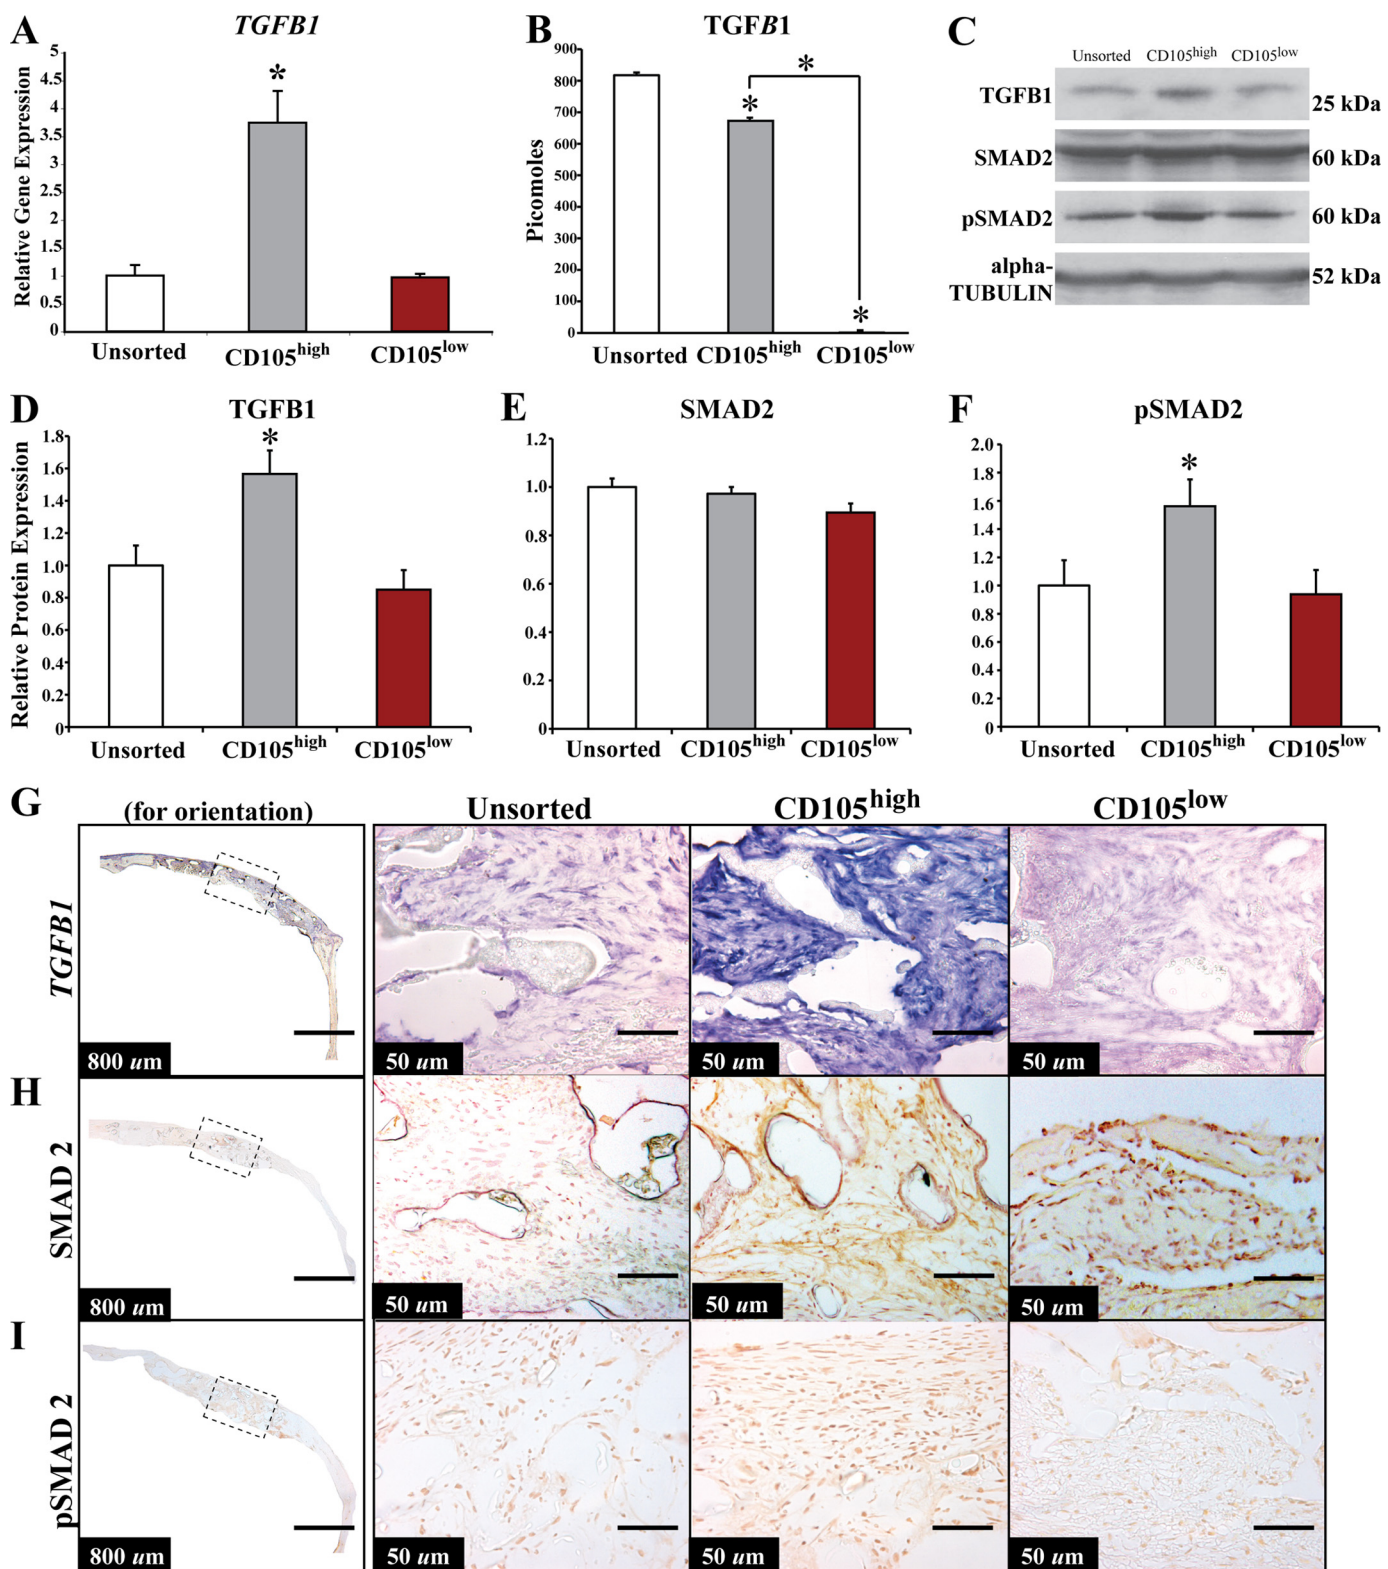 A
TGFB1
Relative Gene Expression
5
4.5
4
3.5
3
2.5
2
1.5
1
0.5
0
*
Unsorted CD105high CD105low
B
TGFB1
Picomoles
900
800
700
600
500
400
300
200
100
0
*
*
*
Unsorted CD105high CD105low
C
Unsorted CD105high CD105low
TGFB1 25 kDa
SMAD2 60 kDa
pSMAD2 60 kDa
alpha-
TUBULIN 52 kDa
D
TGFB1
Relative Protein Expression
1.8
1.6
1.4
1.2
1.0
0.8
0.6
0.4
0.2
0
*
Unsorted CD105high CD105low
E
SMAD2
1.2
1.0
0.8
0.6
0.4
0.2
0
Unsorted CD105high CD105low
F
pSMAD2
2.0
1.8
1.6
1.4
1.2
1.0
0.8
0.6
0.4
0.2
0
*
Unsorted CD105high CD105low
G
(for orientation) Unsorted CD105high CD105low
TGFB1
800 um 50 um 50 um 50 um
H
SMAD 2
800 um 50 um 50 um 50 um
I
pSMAD 2
800 um 50 um 50 um 50 um